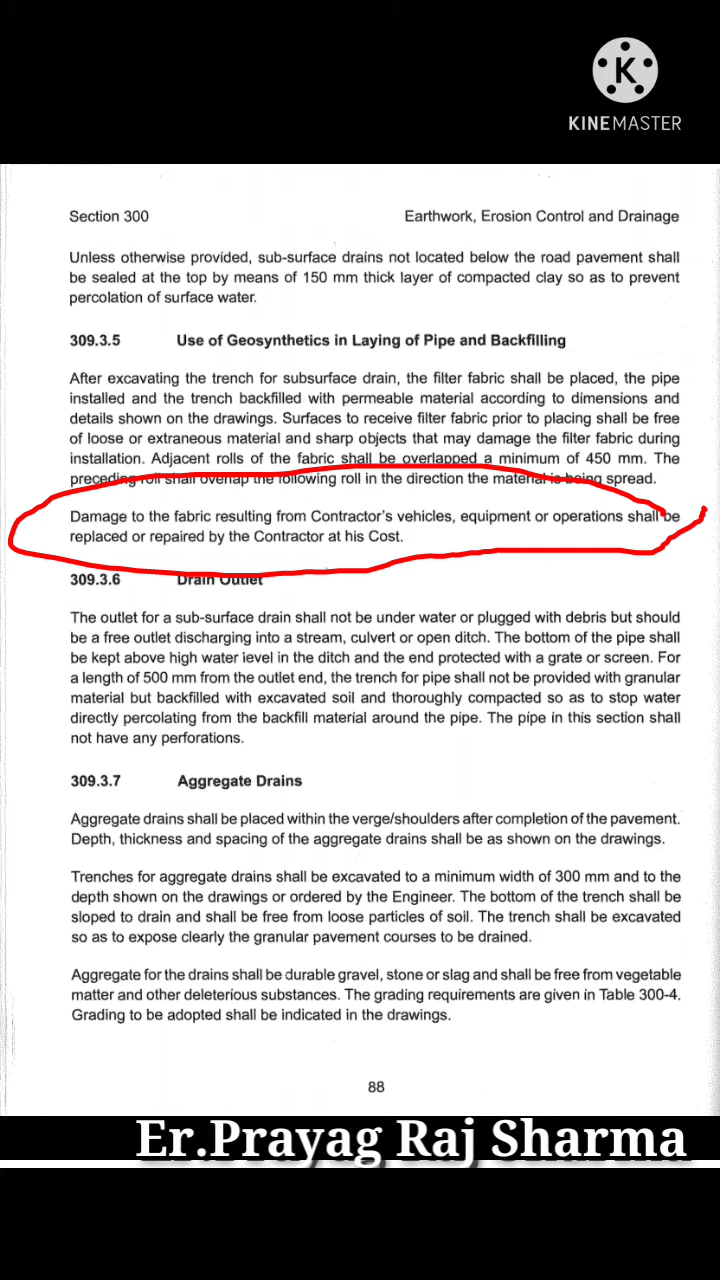 K
KINEMASTER
Section 300 Earthwork, Erosion Control and Drainage
Unless otherwise provided, sub-surface drains not located below the road pavement shall
be sealed at the top by means of 150 mm thick layer of compacted clay so as to prevent
percolation of surface water.
309.3.5 Use of Geosynthetics in Laying of Pipe and Backfilling
After excavating the trench for subsurface drain, the filter fabric shall be placed, the pipe
installed and the trench backfilled with permeable material according to dimensions and
details shown on the drawings. Surfaces to receive filter fabric prior to placing shall be free
of loose or extraneous material and sharp objects that may damage the filter fabric during
installation. Adjacent rolls of the fabric shall be overlapped a minimum of 450 mm. The
preceding roll shall overlap the following roll in the direction the material is being spread.
Damage to the fabric resulting from Contractor's vehicles, equipment or operations shall be
replaced or repaired by the Contractor at his Cost.
309.3.6 Drain Outlet
The outlet for a sub-surface drain shall not be under water or plugged with debris but should
be a free outlet discharging into a stream, culvert or open ditch. The bottom of the pipe shall
be kept above high water level in the ditch and the end protected with a grate or screen. For
a length of 500 mm from the outlet end, the trench for pipe shall not be provided with granular
material but backfilled with excavated soil and thoroughly compacted so as to stop water
directly percolating from the backfill material around the pipe. The pipe in this section shall
not have any perforations.
309.3.7 Aggregate Drains
Aggregate drains shall be placed within the verge/shoulders after completion of the pavement.
Depth, thickness and spacing of the aggregate drains shall be as shown on the drawings.
Trenches for aggregate drains shall be excavated to a minimum width of 300 mm and to the
depth shown on the drawings or ordered by the Engineer. The bottom of the trench shall be
sloped to drain and shall be free from loose particles of soil. The trench shall be excavated
so as to expose clearly the granular pavement courses to be drained.
Aggregate for the drains shall be durable gravel, stone or slag and shall be free from vegetable
matter and other deleterious substances. The grading requirements are given in Table 300-4.
Grading to be adopted shall be indicated in the drawings.
88
Er.Prayag Raj Sharma